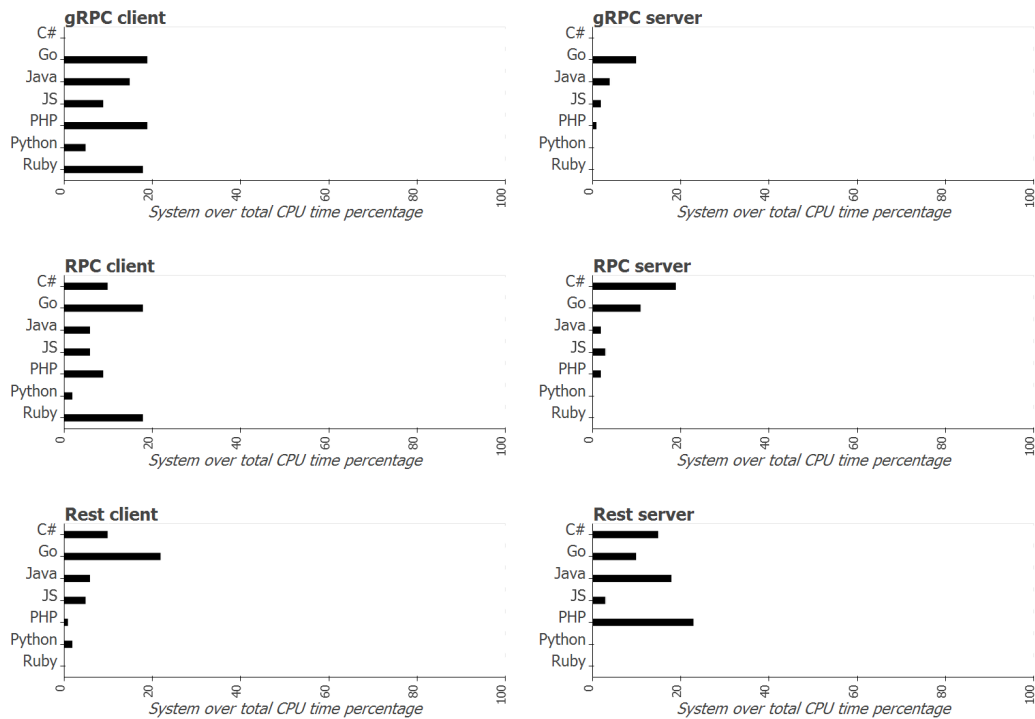 gRPC client
C#
Go
Java
JS
PHP
Python
Ruby
0
20
40
60
80
100
System over total CPU time percentage
gRPC server
C#
Go
Java
JS
PHP
Python
Ruby
0
20
40
60
80
100
System over total CPU time percentage
RPC client
C#
Go
Java
JS
PHP
Python
Ruby
0
20
40
60
80
100
System over total CPU time percentage
RPC server
C#
Go
Java
JS
PHP
Python
Ruby
0
20
40
60
80
100
System over total CPU time percentage
Rest client
C#
Go
Java
JS
PHP
Python
Ruby
0
20
40
60
80
100
System over total CPU time percentage
Rest server
C#
Go
Java
JS
PHP
Python
Ruby
0
20
40
60
80
100
System over total CPU time percentage